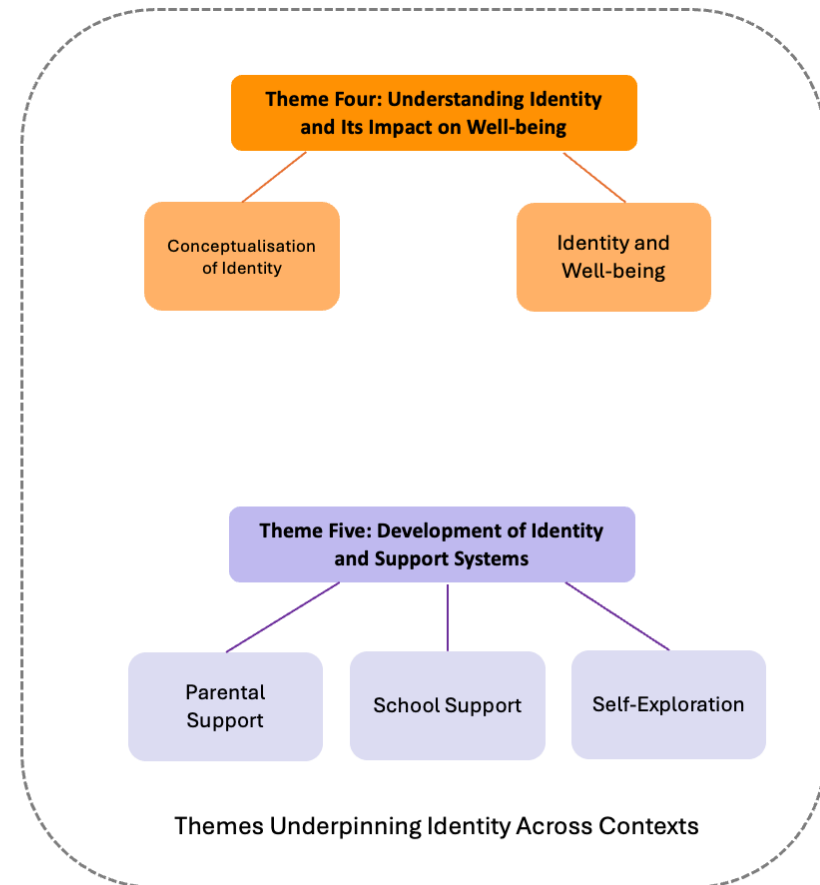 Theme Four: Understanding Identity
and Its Impact on Well-being
Conceptualisation
of Identity
Identity and
Well-being
Theme Five: Development of Identity
and Support Systems
Parental
Support
School Support
Self-Exploration
Themes Underpinning Identity Across Contexts